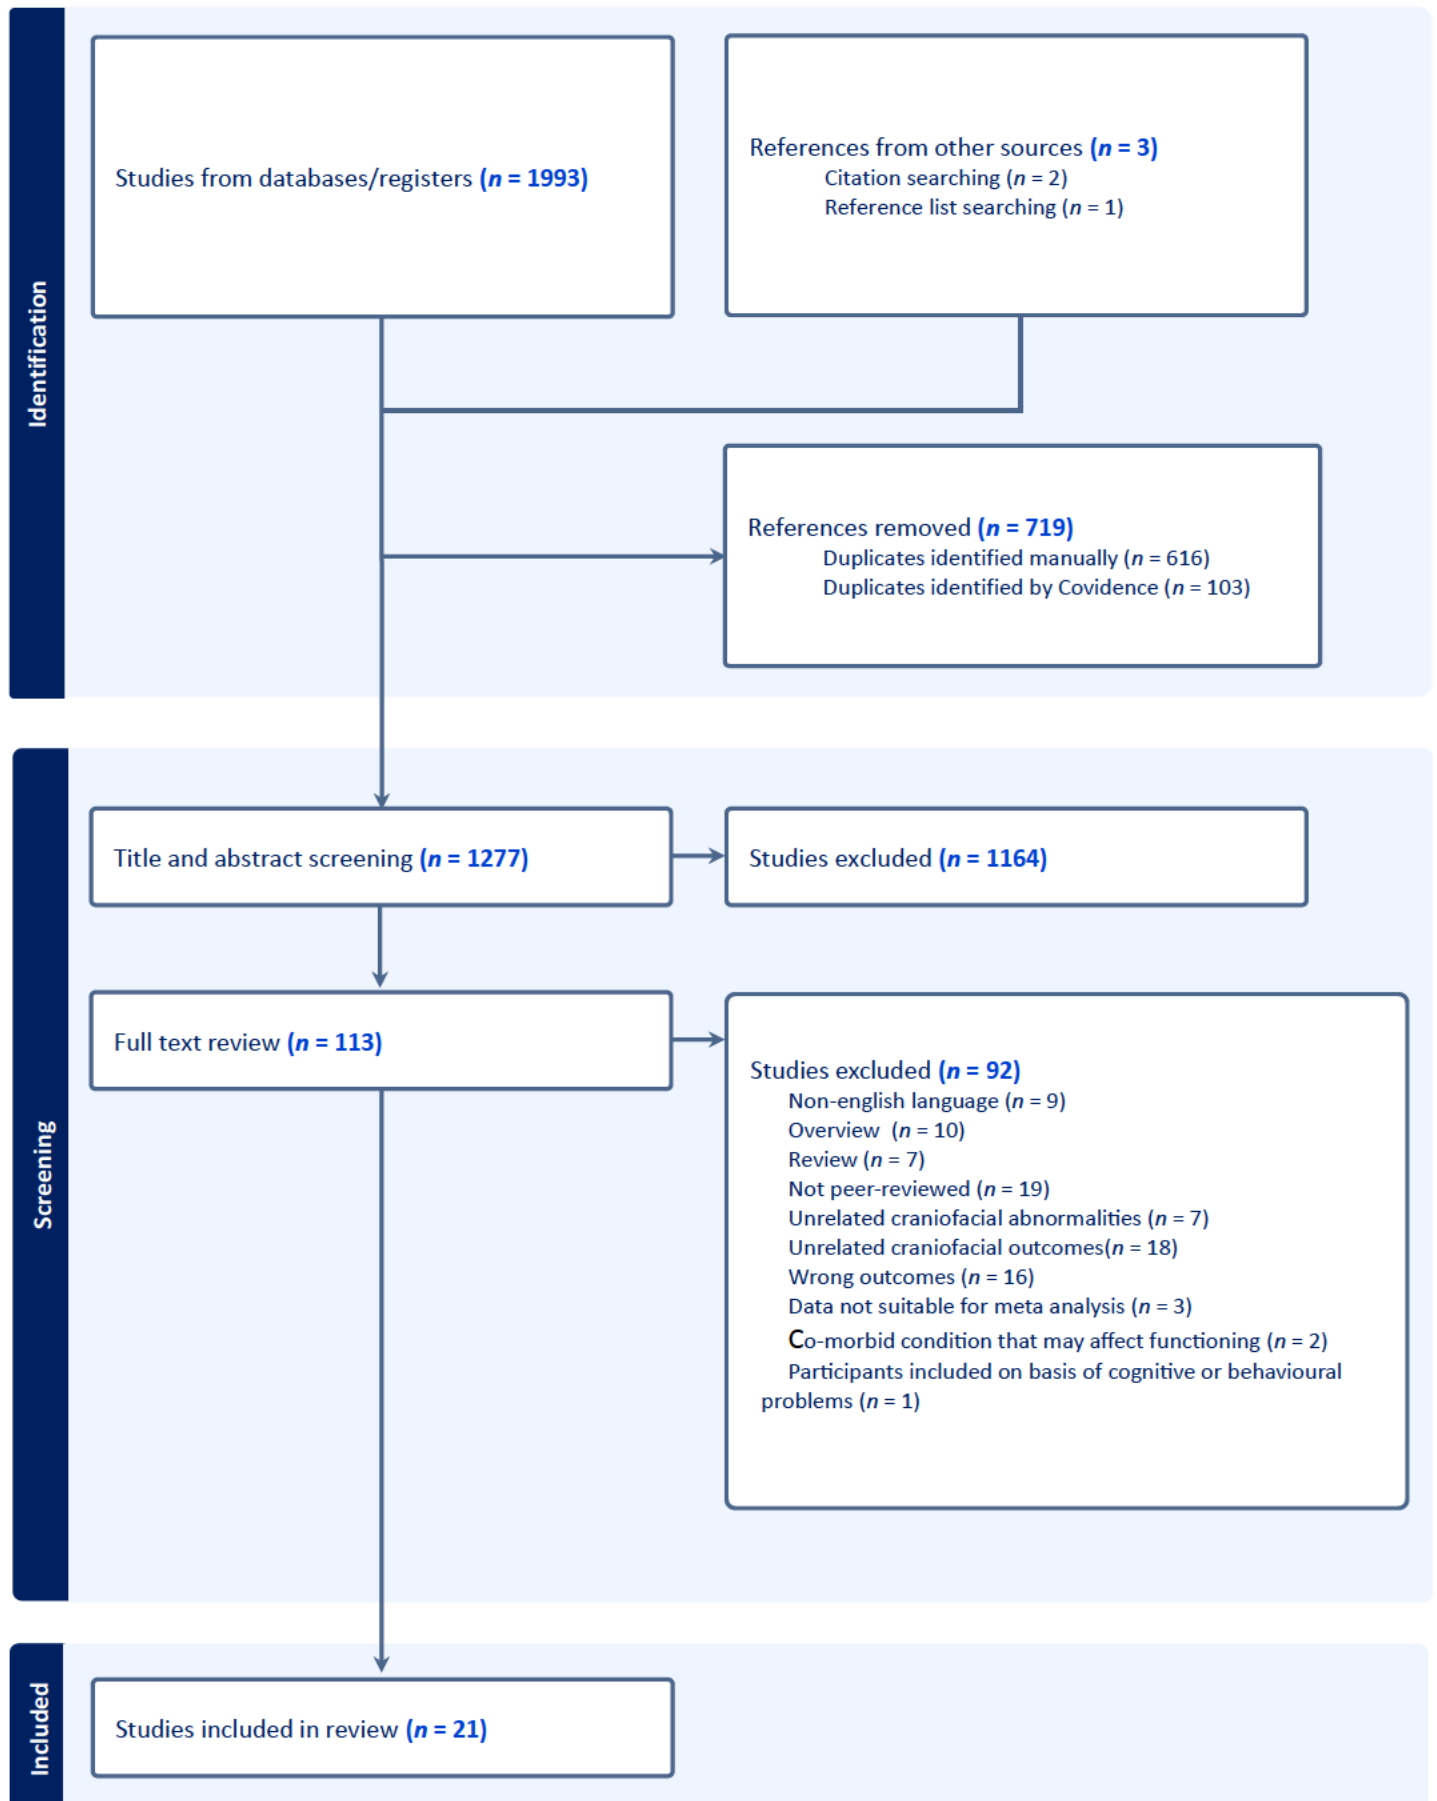 Identification
Studies from databases/registers (n = 1993)
References from other sources (n = 3)
Citation searching (n = 2)
Reference list searching (n = 1)
References removed (n = 719)
Duplicates identified manually (n = 616)
Duplicates identified by Covidence (n = 103)
Screening
Title and abstract screening (n = 1277)
Studies excluded (n = 1164)
Full text review (n = 113)
Studies excluded (n = 92)
Non-english language (n = 9)
Overview (n = 10)
Review (n = 7)
Not peer-reviewed (n = 19)
Unrelated craniofacial abnormalities (n = 7)
Unrelated craniofacial outcomes(n = 18)
Wrong outcomes (n = 16)
Data not suitable for meta analysis (n = 3)
Co-morbid condition that may affect functioning (n = 2)
Participants included on basis of cognitive or behavioural
problems (n = 1)
Included
Studies included in review (n = 21)